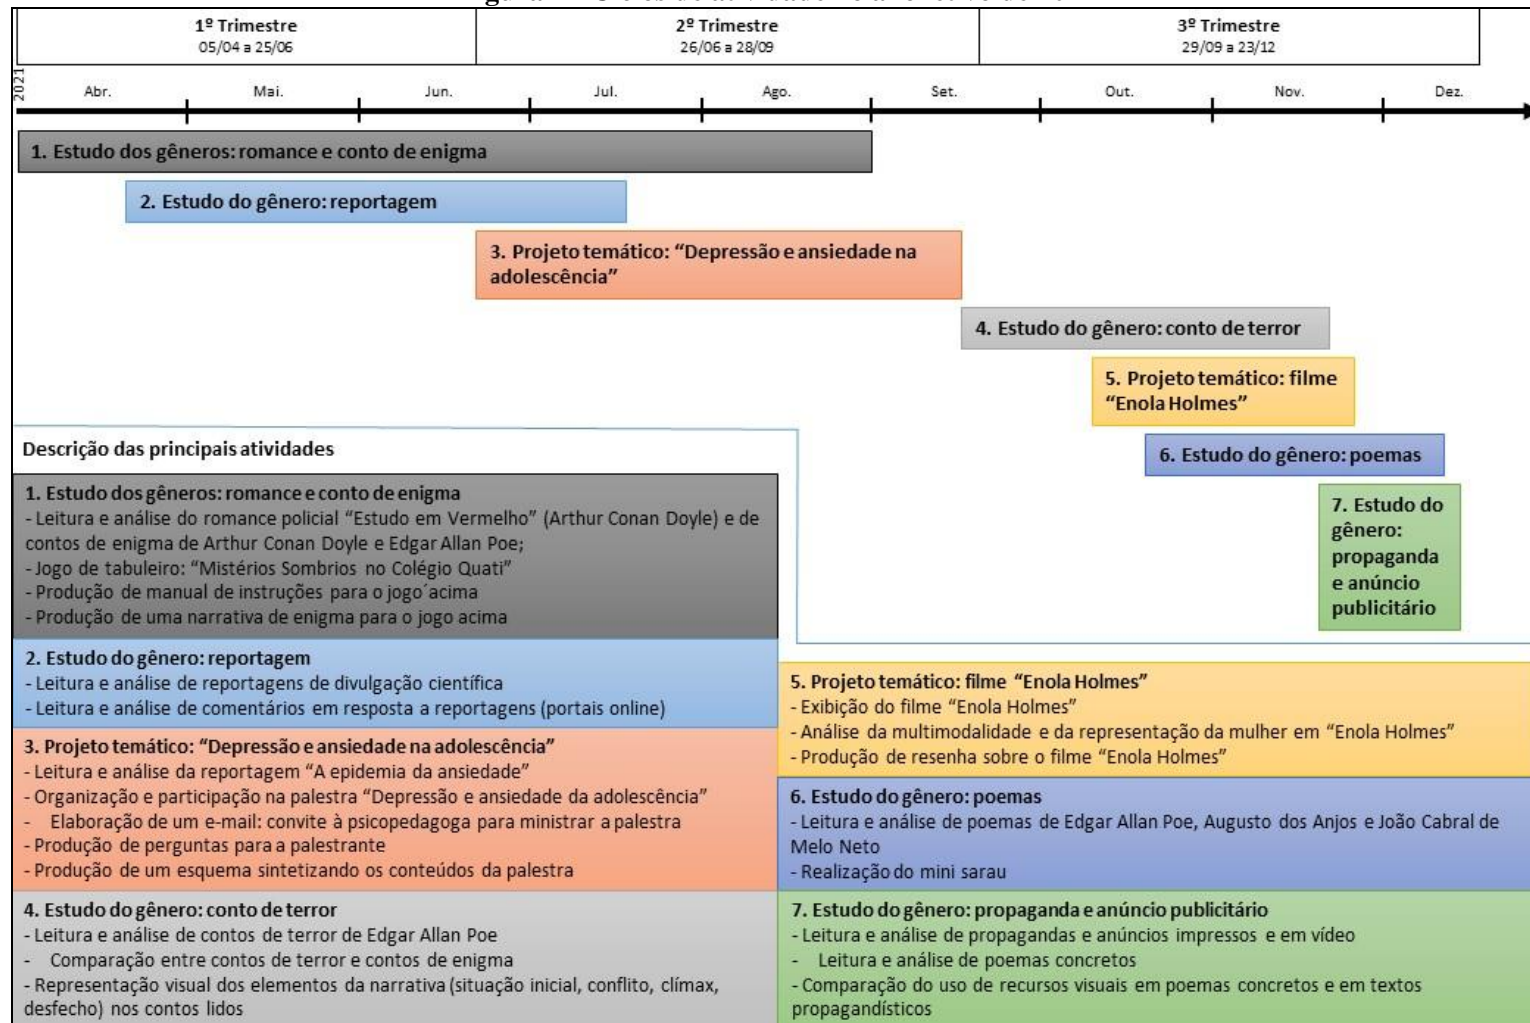 1º Trimestre
05/04 a 25/06
2º Trimestre
26/06 a 28/09
3º Trimestre
29/09 a 23/12
2021
Abr.
Mai.
Jun.
Jul.
Ago.
Set.
Out.
Nov.
Dez.
1. Estudo dos gêneros: romance e conto de enigma
2. Estudo do gênero: reportagem
3. Projeto temático: “Depressão e ansiedade na
adolescência”
4. Estudo do gênero: conto de terror
5. Projeto temático: filme
“Enola Holmes”
6. Estudo do gênero: poemas
7. Estudo do
gênero:
propaganda
e anúncio
publicitário
Descrição das principais atividades
1. Estudo dos gêneros: romance e conto de enigma
- Leitura e análise do romance policial “Estudo em Vermelho” (Arthur Conan Doyle) e de
contos de enigma de Arthur Conan Doyle e Edgar Allan Poe;
- Jogo de tabuleiro: “Mistérios Sombrios no Colégio Quati”
- Produção de manual de instruções para o jogo´acima
- Produção de uma narrativa de enigma para o jogo acima
2. Estudo do gênero: reportagem
- Leitura e análise de reportagens de divulgação científica
- Leitura e análise de comentários em resposta a reportagens (portais online)
3. Projeto temático: “Depressão e ansiedade na adolescência”
- Leitura e análise da reportagem “A epidemia da ansiedade”
- Organização e participação na palestra “Depressão e ansiedade da adolescência”
- Elaboração de um e-mail: convite à psicopedagoga para ministrar a palestra
- Produção de perguntas para a palestrante
- Produção de um esquema sintetizando os conteúdos da palestra
4. Estudo do gênero: conto de terror
- Leitura e análise de contos de terror de Edgar Allan Poe
- Comparação entre contos de terror e contos de enigma
- Representação visual dos elementos da narrativa (situação inicial, conflito, clímax,
desfecho) nos contos lidos
5. Projeto temático: filme “Enola Holmes”
- Exibição do filme “Enola Holmes”
- Análise da multimodalidade e da representação da mulher em “Enola Holmes”
- Produção de resenha sobre o filme “Enola Holmes”
6. Estudo do gênero: poemas
- Leitura e análise de poemas de Edgar Allan Poe, Augusto dos Anjos e João Cabral de
Melo Neto
- Realização do mini sarau
7. Estudo do gênero: propaganda e anúncio publicitário
- Leitura e análise de propagandas e anúncios impressos e em vídeo
- Leitura e análise de poemas concretos
- Comparação do uso de recursos visuais em poemas concretos e em textos
propagandísticos